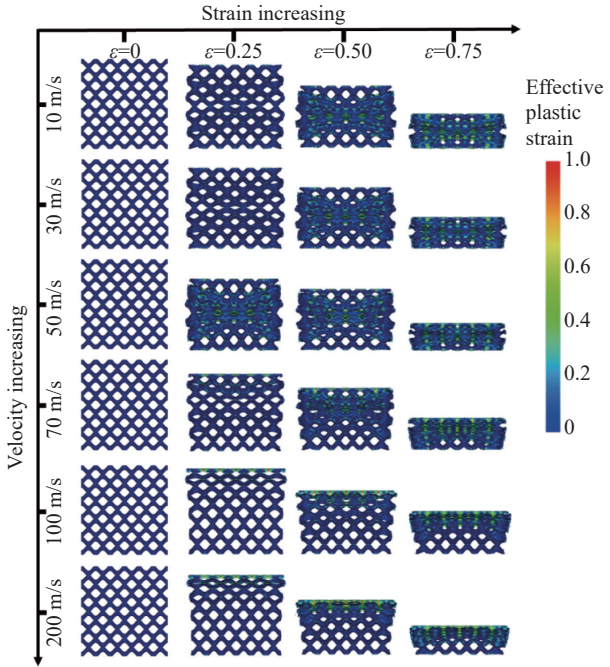 Strain increasing
ε=0 ε=0.25 ε=0.50 ε=0.75
Effective
plastic
strain
1.0
0.8
0.6
0.4
0.2
0
Velocity increasing
10 m/s
30 m/s
50 m/s
70 m/s
100 m/s
200 m/s